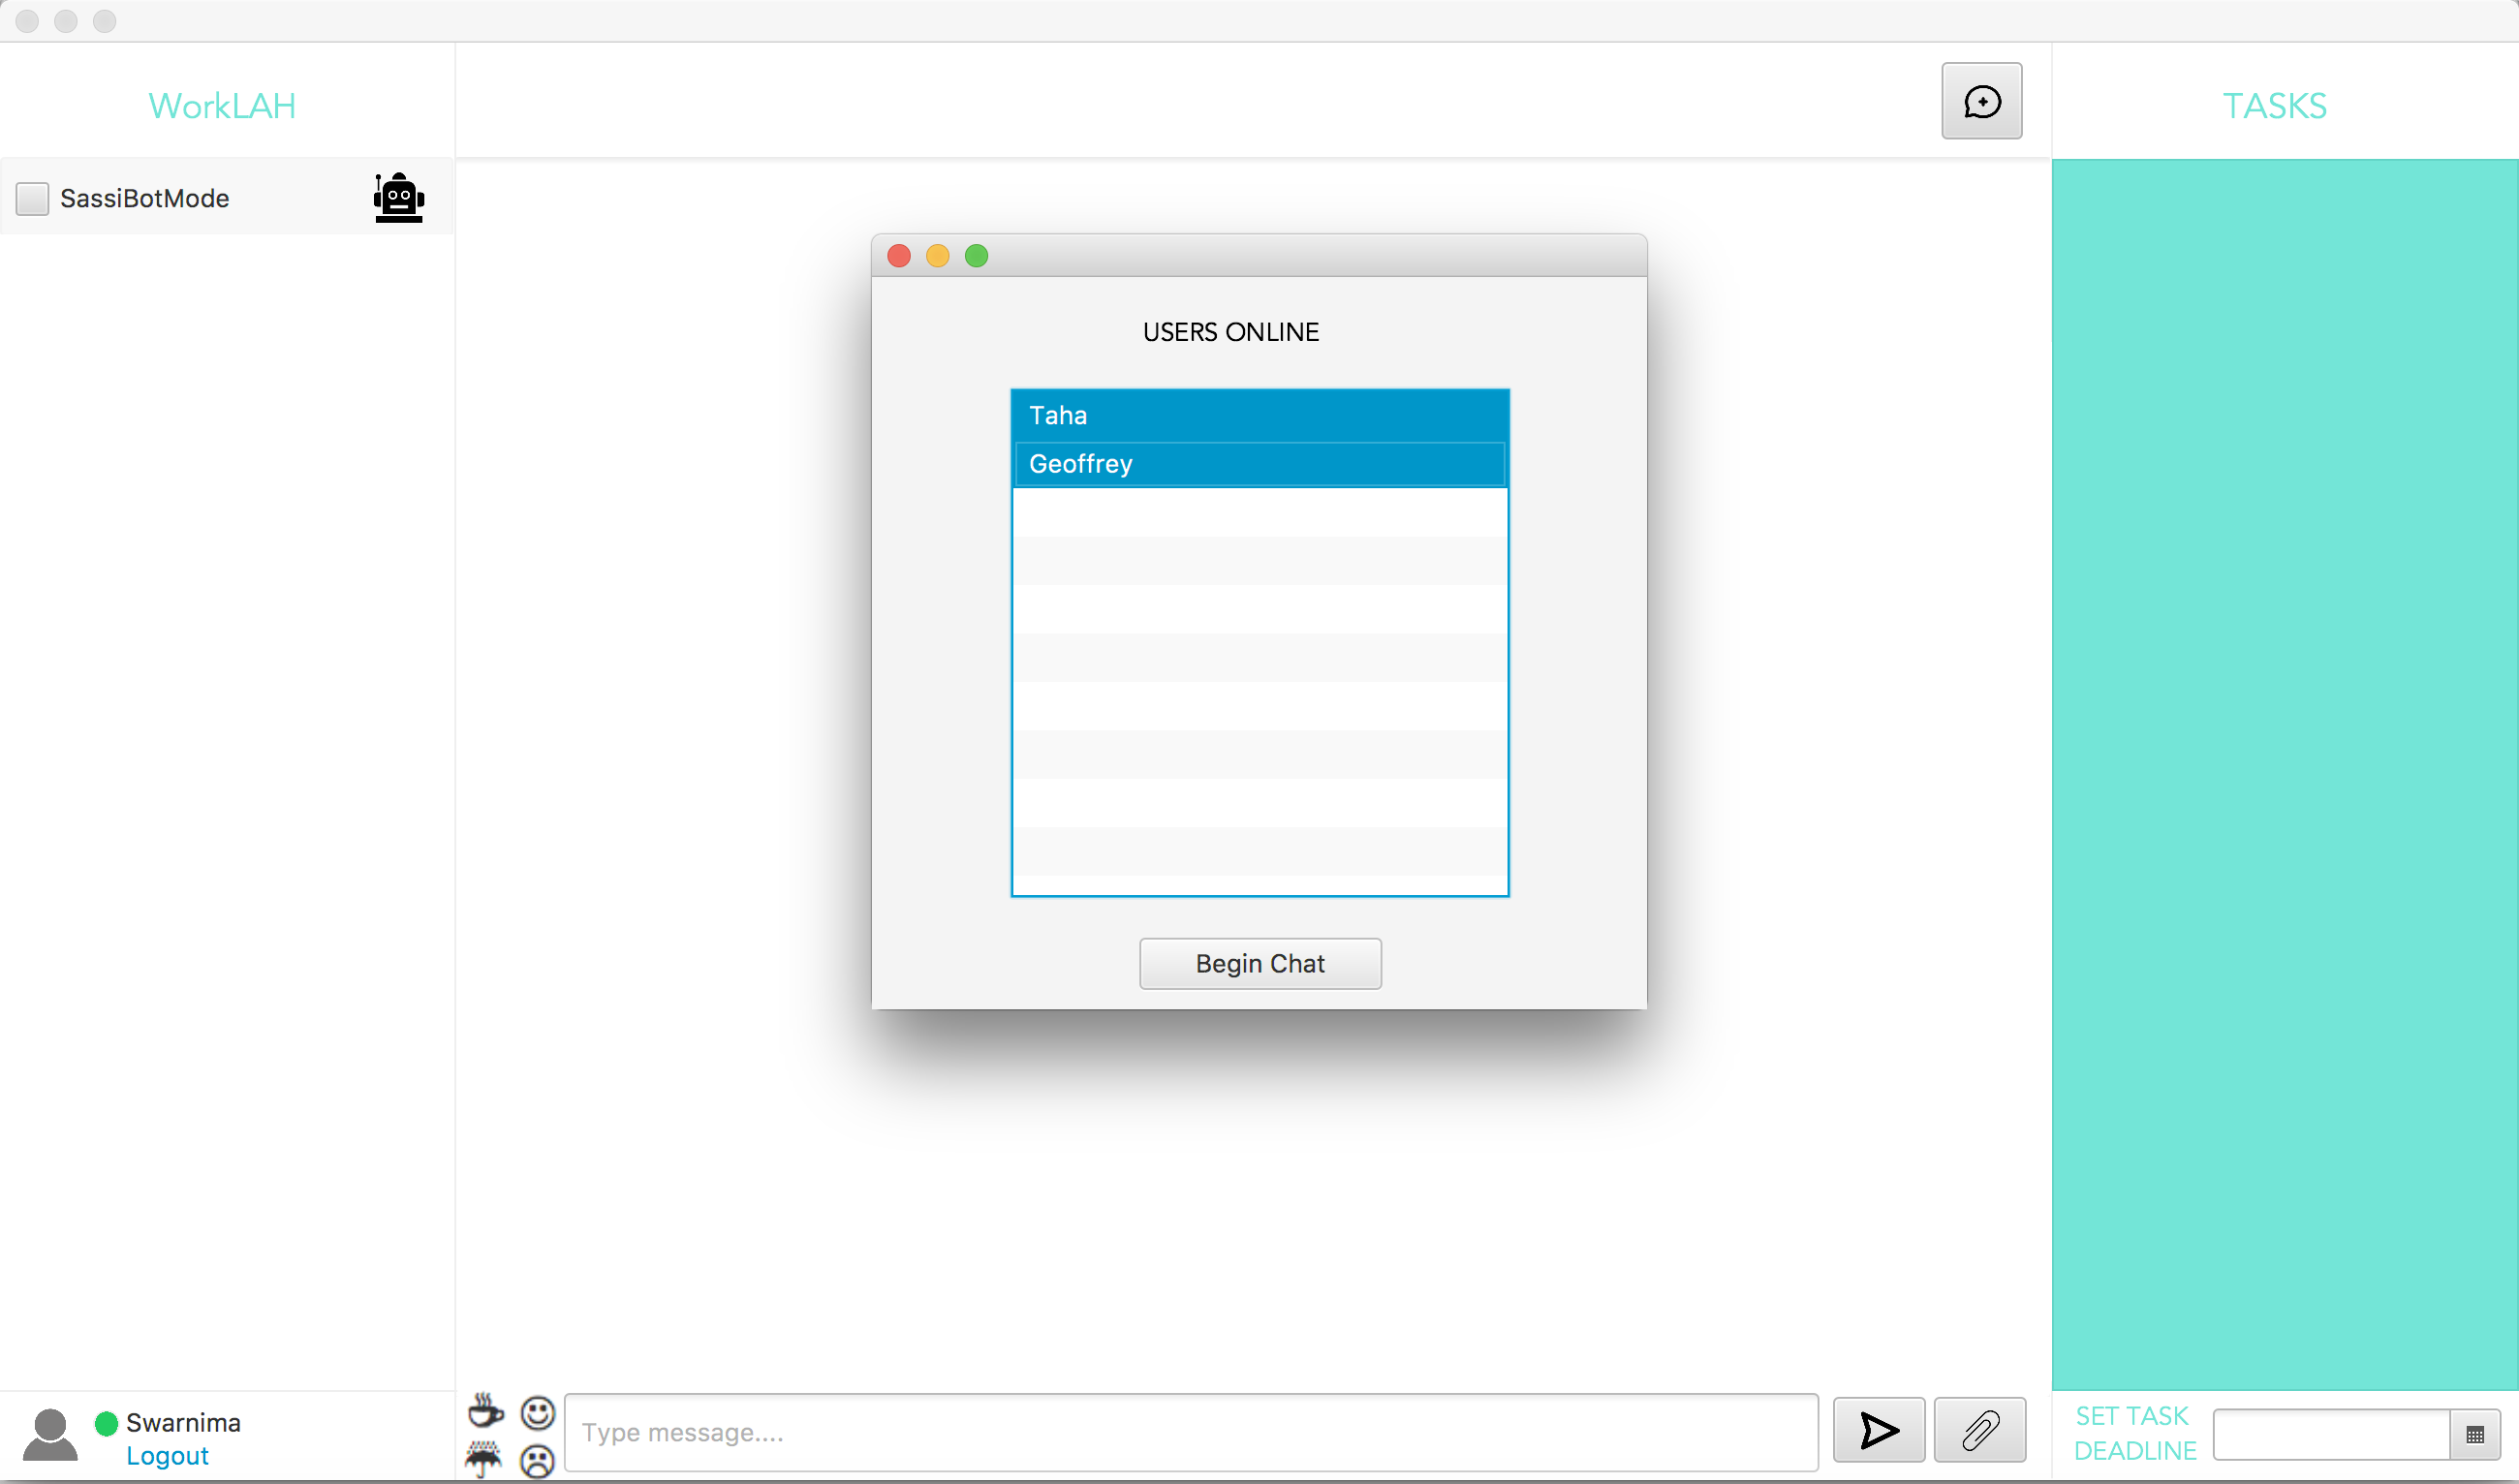 WorkLAH
TASKS
SassiBotMode
USERS ONLINE
Taha
Geoffrey
Begin Chat
Swarnima
Logout
Type message....
SET TASK
DEADLINE